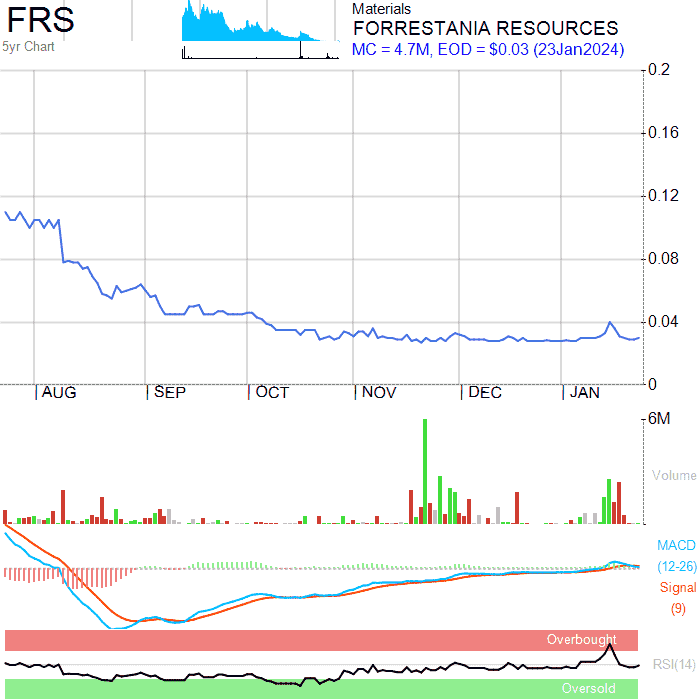 FRS
5yr Chart
Materials
FORRESTANIA RESOURCES
MC = 4.7M, EOD = $0.03 (23Jan2024)
0.2
0.16
0.12
0.08
0.04
0
AUG SEP OCT NOV DEC JAN
6M
Volume
MACD
(12-26)
Signal
(9)
Overbought
RSI(14)
Oversold